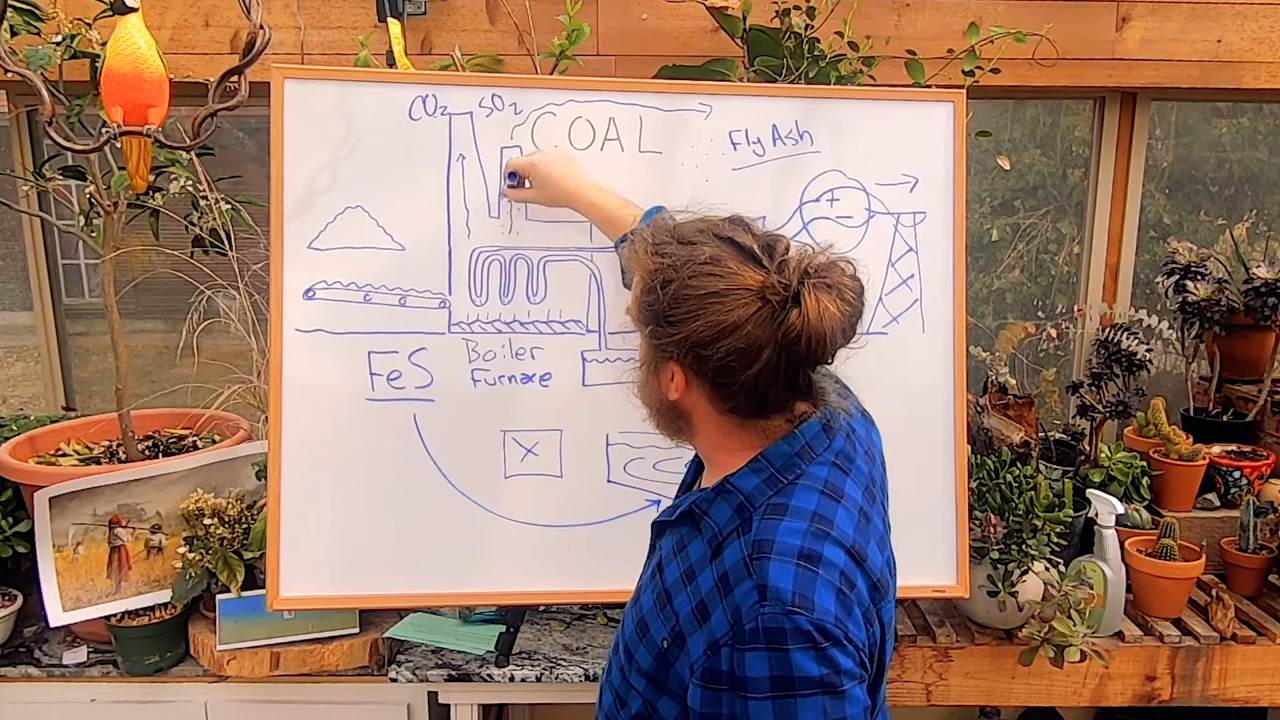 CO₂ SO₂
COAL
Fly Ash
+
-
FeS
Boiler
Furnace
X